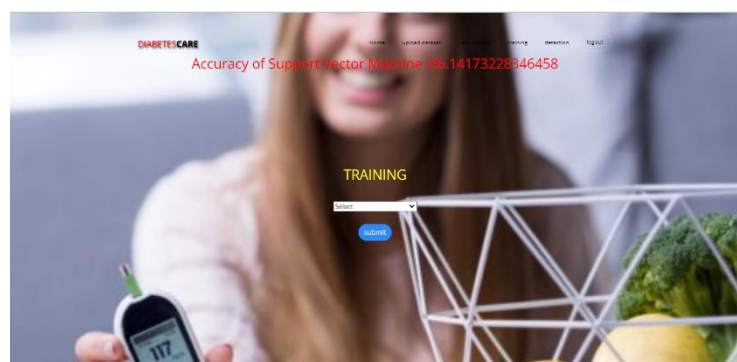 DIABETESCARE
home upload dataset training detection logout
Accuracy of Support Vector Machine :66.14173228346458
TRAINING
Select
submit
117